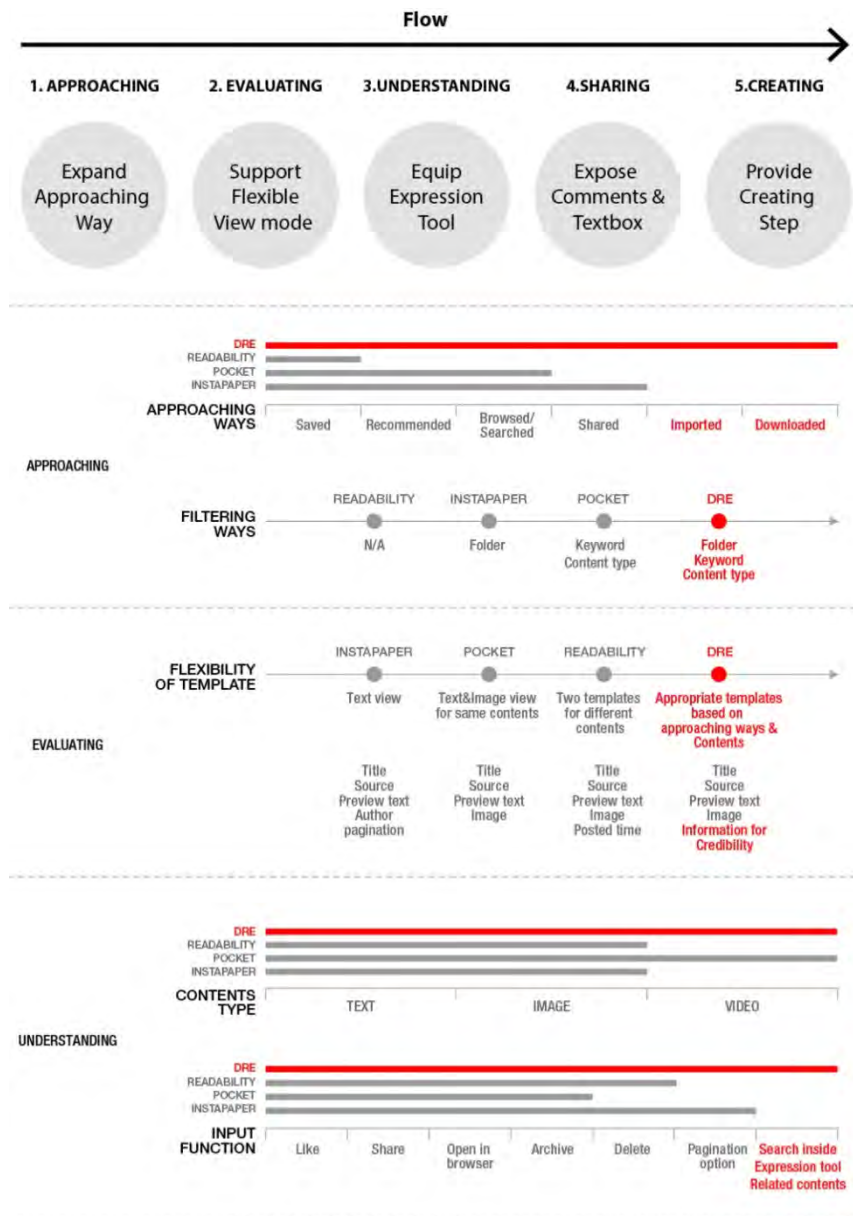 Flow
1. APPROACHING 2. EVALUATING 3.UNDERSTANDING 4.SHARING 5.CREATING
Expand
Approaching
Way
Support
Flexible
View mode
Equip
Expression
Tool
Expose
Comments &
Textbox
Provide
Creating
Step
APPROACHING
DRE
READABILITY
POCKET
INSTAPAPER
APPROACHING
WAYS
Saved
Recommended
Browsed/
Searched
Shared
Imported
Downloaded
FILTERING
WAYS
READABILITY
N/A
INSTAPAPER
Folder
POCKET
Keyword
Content type
DRE
Folder
Keyword
Content type
EVALUATING
FLEXIBILITY
OF TEMPLATE
INSTAPAPER
Text view
Title
Source
Preview text
Author
pagination
POCKET
Text&Image view
for same contents
Title
Source
Preview text
Image
READABILITY
Two templates
for different
contents
Title
Source
Preview text
Image
Posted time
DRE
Appropriate templates
based on
approaching ways &
Contents
Title
Source
Preview text
Image
Information for
Credibility
UNDERSTANDING
DRE
READABILITY
POCKET
INSTAPAPER
CONTENTS
TYPE
TEXT
IMAGE
VIDEO
DRE
READABILITY
POCKET
INSTAPAPER
INPUT
FUNCTION
Like
Share
Open in
browser
Archive
Delete
Pagination
option
Search inside
Expression tool
Related contents